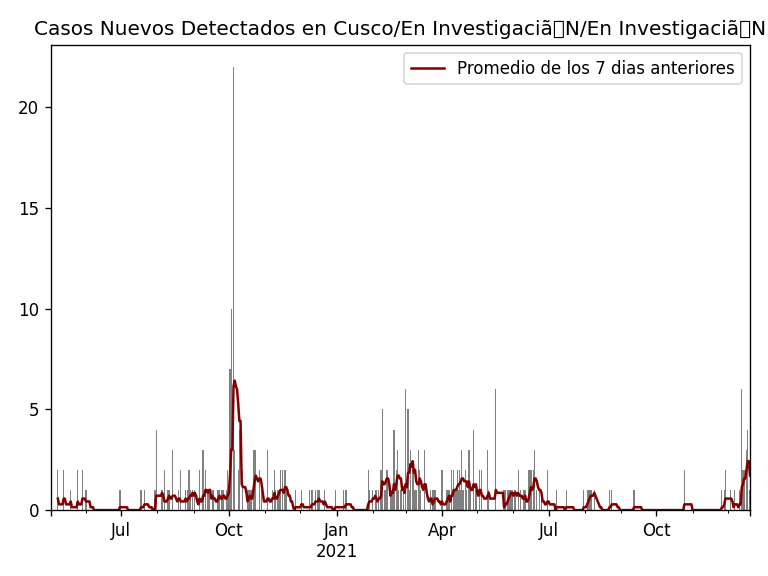 Casos Nuevos Detectados en Cusco/En Investigaciã▯N/En Investigaciã▯N
Promedio de los 7 dias anteriores
20
15
10
5
0
Jul
Oct
Jan
Apr
Jul
Oct
2021